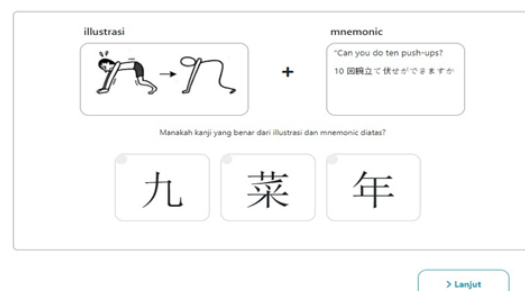 illustrasi
mnemonic
"Can you do ten push-ups?
10 回腕立て伏せができますか
Manakah kanji yang benar dari illustrasi dan mnemonic diatas?
九
菜
年
> Lanjut